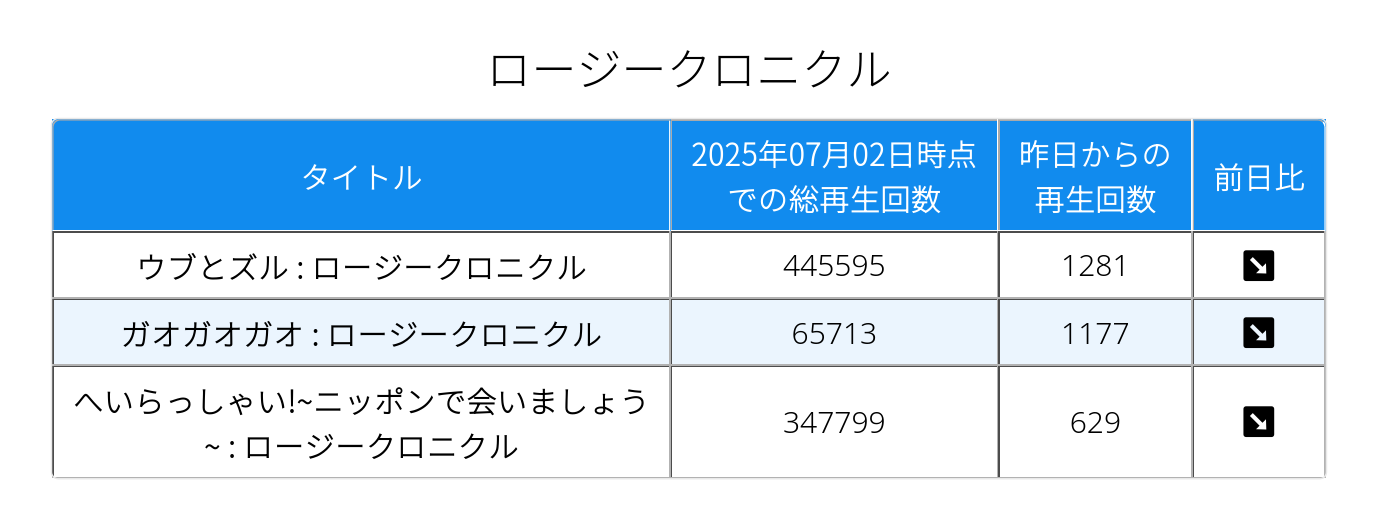 ロージークロニクル
タイトル
2025年07月02日時点
での総再生回数
昨日からの
再生回数
前日比
ウブとズル : ロージークロニクル
445595
1281
↘
ガオガオガオ : ロージークロニクル
65713
1177
↘
へいらっしゃい!~ニッポンで会いましょう
~ : ロージークロニクル
347799
629
↘